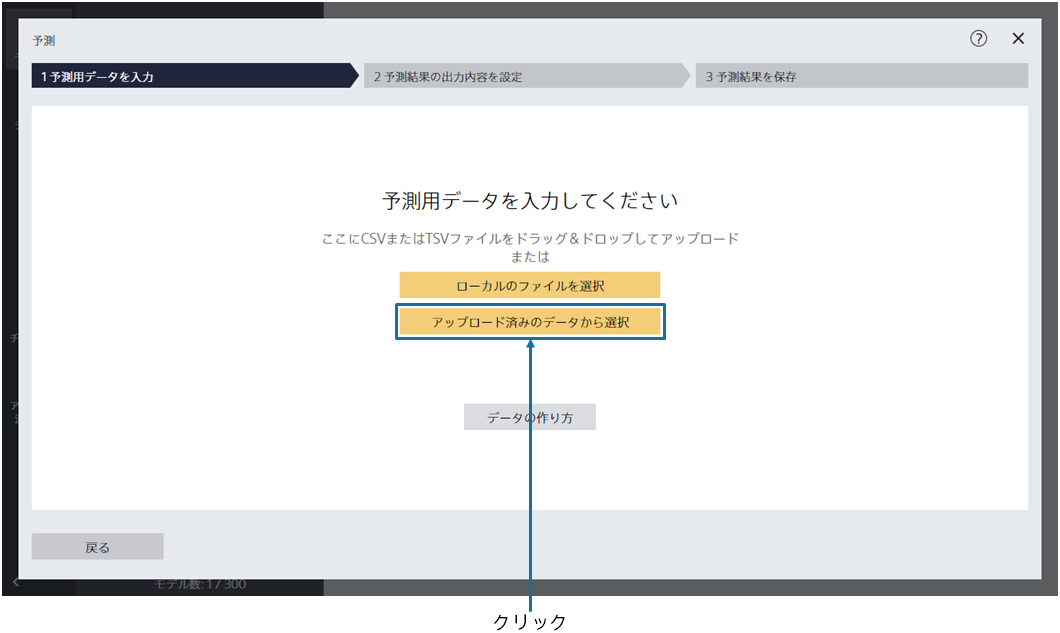 予測
?
1 予測用データを入力
2 予測結果の出力内容を設定
3 予測結果を保存
予測用データを入力してください
ここにCSVまたはTSVファイルをドラッグ＆ドロップしてアップロード
または
ローカルのファイルを選択
アップロード済みのデータから選択
データの作り方
戻る
モデル数: 1 / 300
クリック